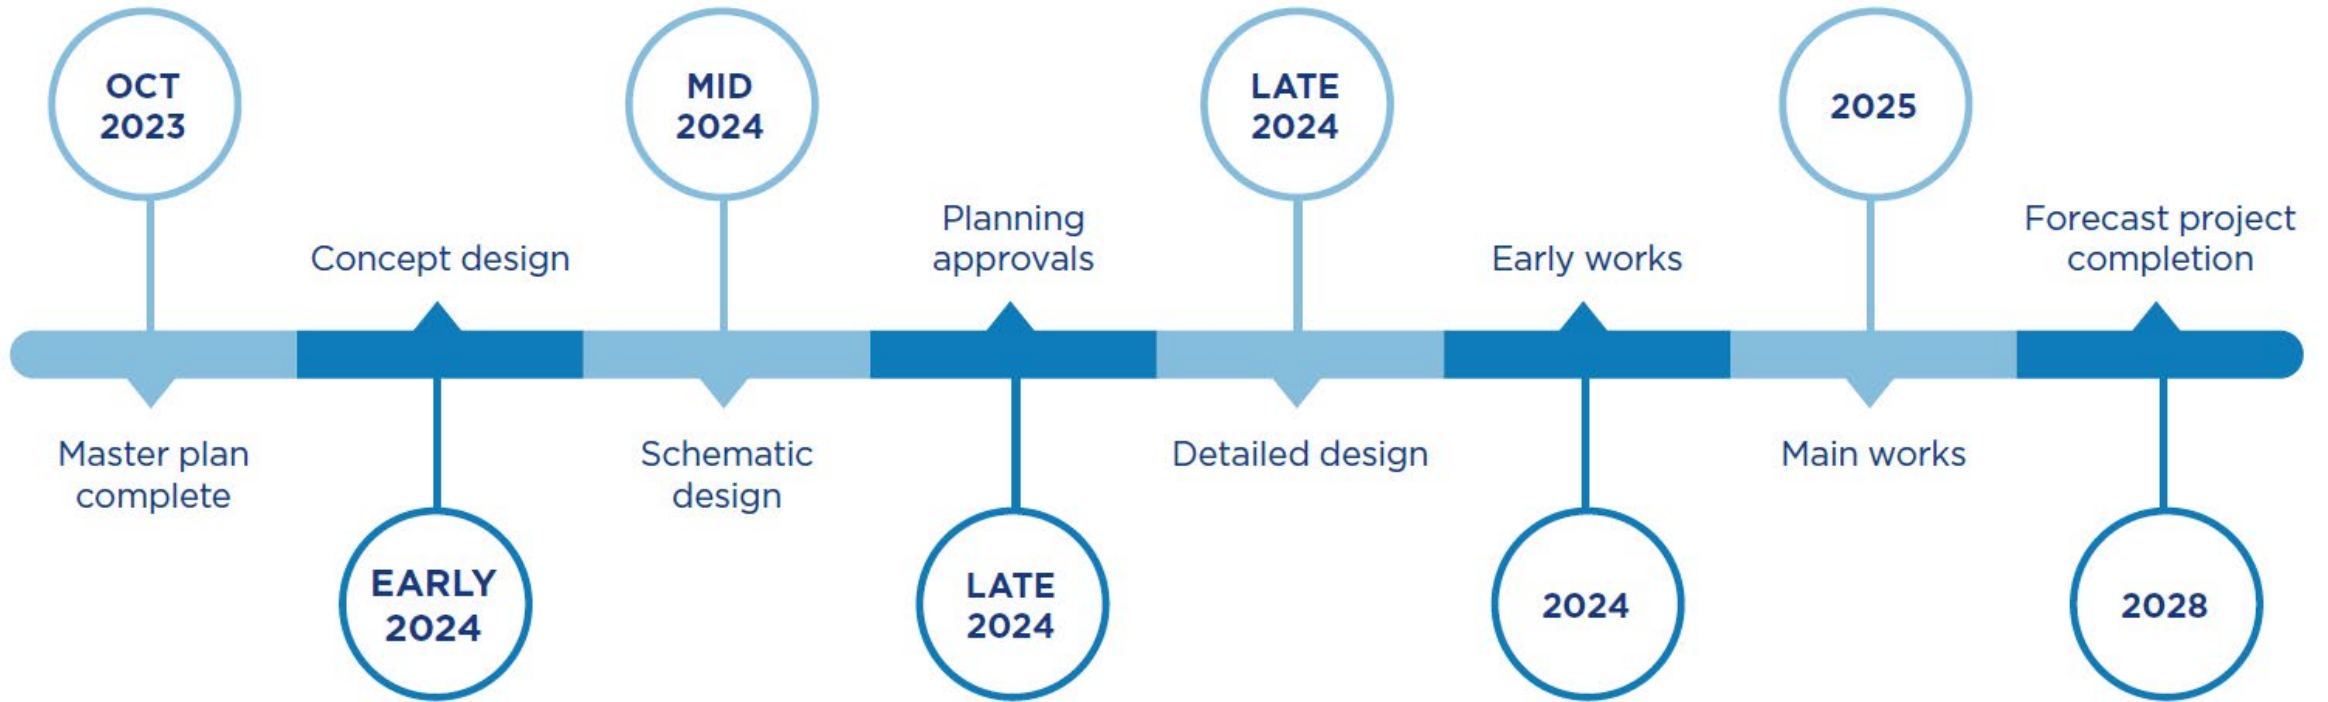 OCT
2023
Master plan
complete
Concept design
EARLY
2024
MID
2024
Schematic
design
Planning
approvals
LATE
2024
LATE
2024
Detailed design
Early works
2024
2025
Main works
Forecast project
completion
2028